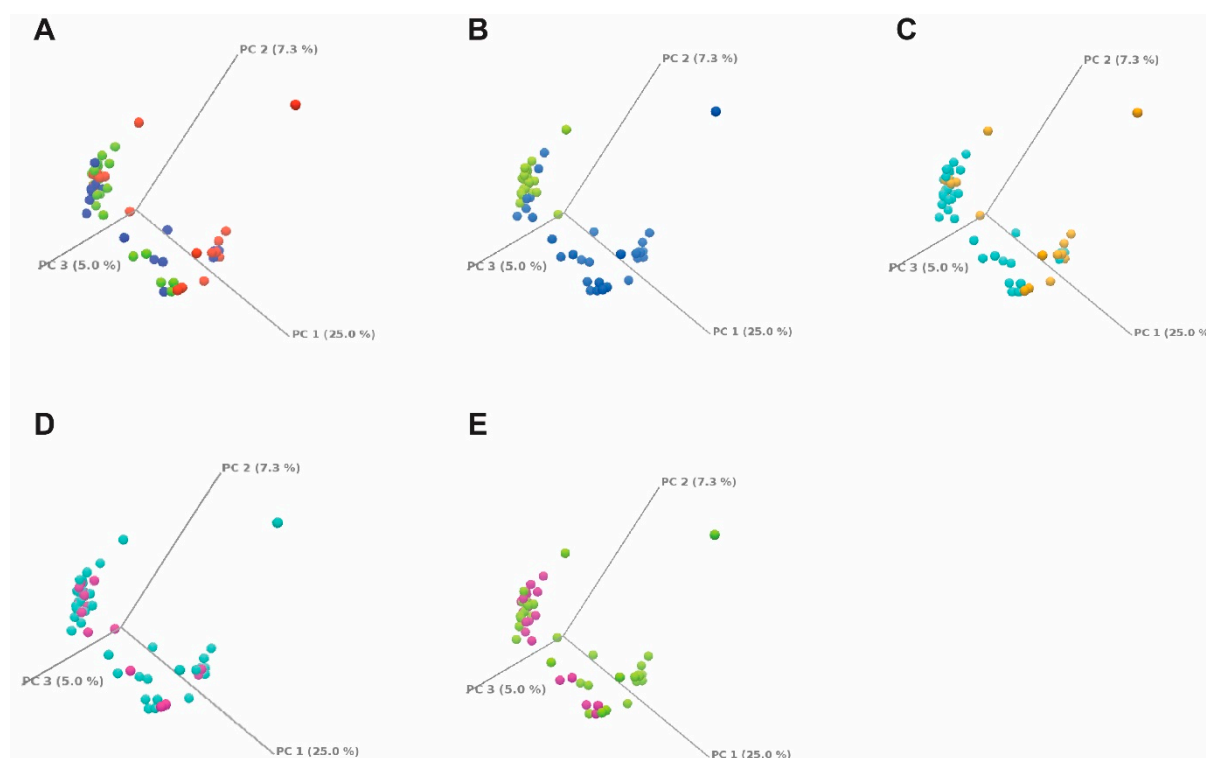 A
B
C
PC 2 (7.3 %)
PC 2 (7.3 %)
PC 2 (7.3 %)
PC 3 (5.0 %)
PC 3 (5.0 %)
PC 3 (5.0 %)
PC 1 (25.0 %)
PC 1 (25.0 %)
PC 1 (25.0 %
D
E
PC 2 (7.3 %)
PC 2 (7.3 %)
PC 3 (5.0 %)
PC 3 (5.0 %)
PC 1 (25.0 %)
PC 1 (25.0 %)